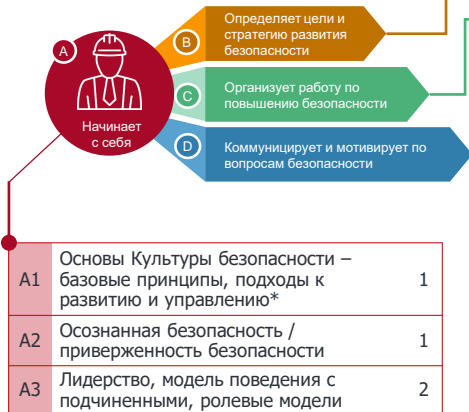 A
Начинает
с себя
B
Определяет цели и
стратегию развития
безопасности
C
Организует работу по
повышению безопасности
D
Коммуницирует и мотивирует по
вопросам безопасности
A1
Основы Культуры безопасности –
базовые принципы, подходы к
развитию и управлению*
1
A2
Осознанная безопасность /
приверженность безопасности
1
A3
Лидерство, модель поведения с
подчиненными, ролевые модели
2